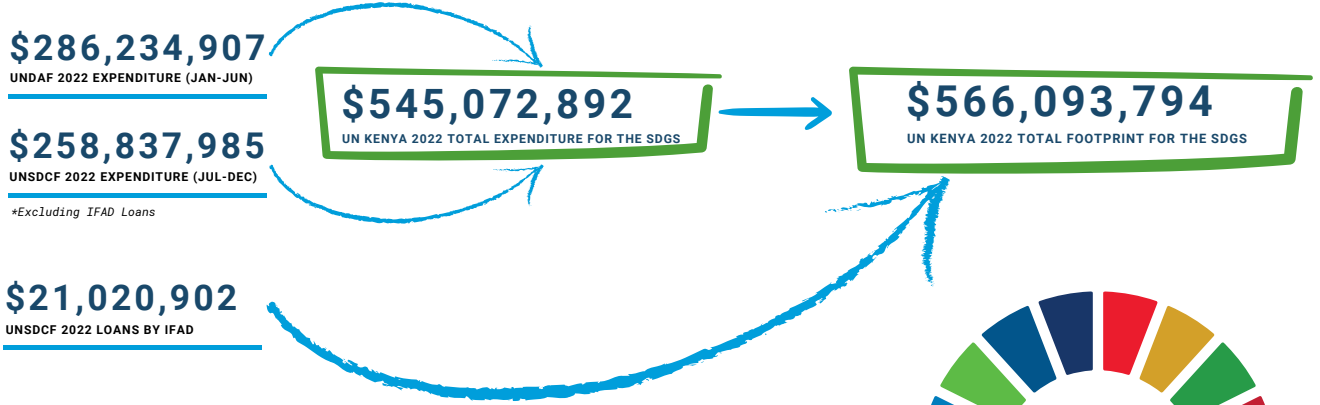 $286,234,907
UNDAF 2022 EXPENDITURE (JAN-JUN)
$258,837,985
UNSDCF 2022 EXPENDITURE (JUL-DEC)
*Excluding IFAD Loans
$21,020,902
UNSDCF 2022 LOANS BY IFAD
$545,072,892
UN KENYA 2022 TOTAL EXPENDITURE FOR THE SDGS
$566,093,794
UN KENYA 2022 TOTAL FOOTPRINT FOR THE SDGS